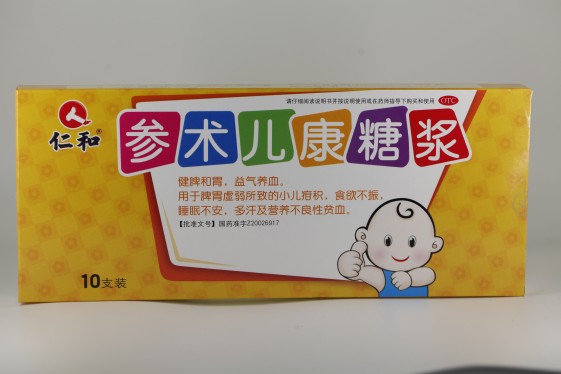 请仔细阅读说明书并按说明使用或在药师指导下购买和使用 OTC
仁和®
参术儿康糖浆
健脾和胃，益气养血。
用于脾胃虚弱所致的小儿疳积，食欲不振，
睡眠不安，多汗及营养不良性贫血。
【批准文号】国药准字Z20026917
10支装